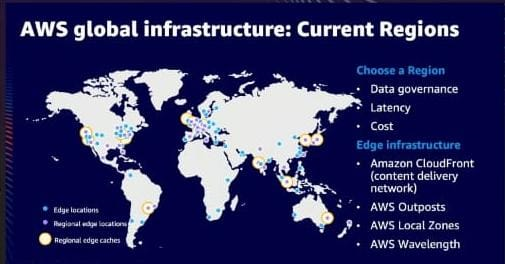 AWS global infrastructure: Current Regions
Choose a Region
• Data governance
• Latency
• Cost
Edge infrastructure
• Amazon CloudFront
(content delivery
network)
• AWS Outposts
• AWS Local Zones
• AWS Wavelength
Edge locations
Regional edge locations
Regional edge caches